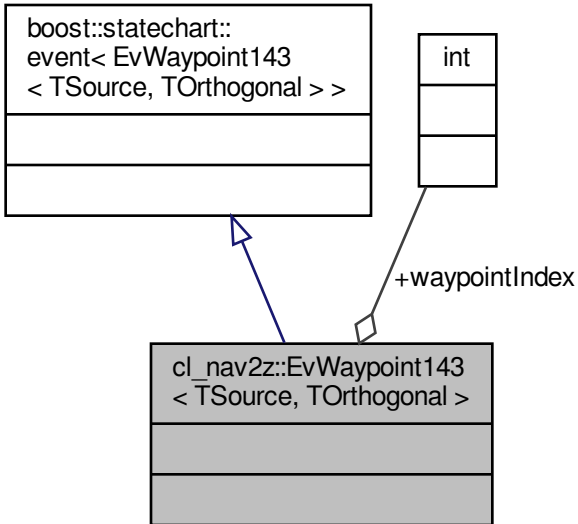 boost::statechart::
event< EvWaypoint143
< TSource, TOrthogonal > >
int
+waypointIndex
cl_nav2z::EvWaypoint143
< TSource, TOrthogonal >